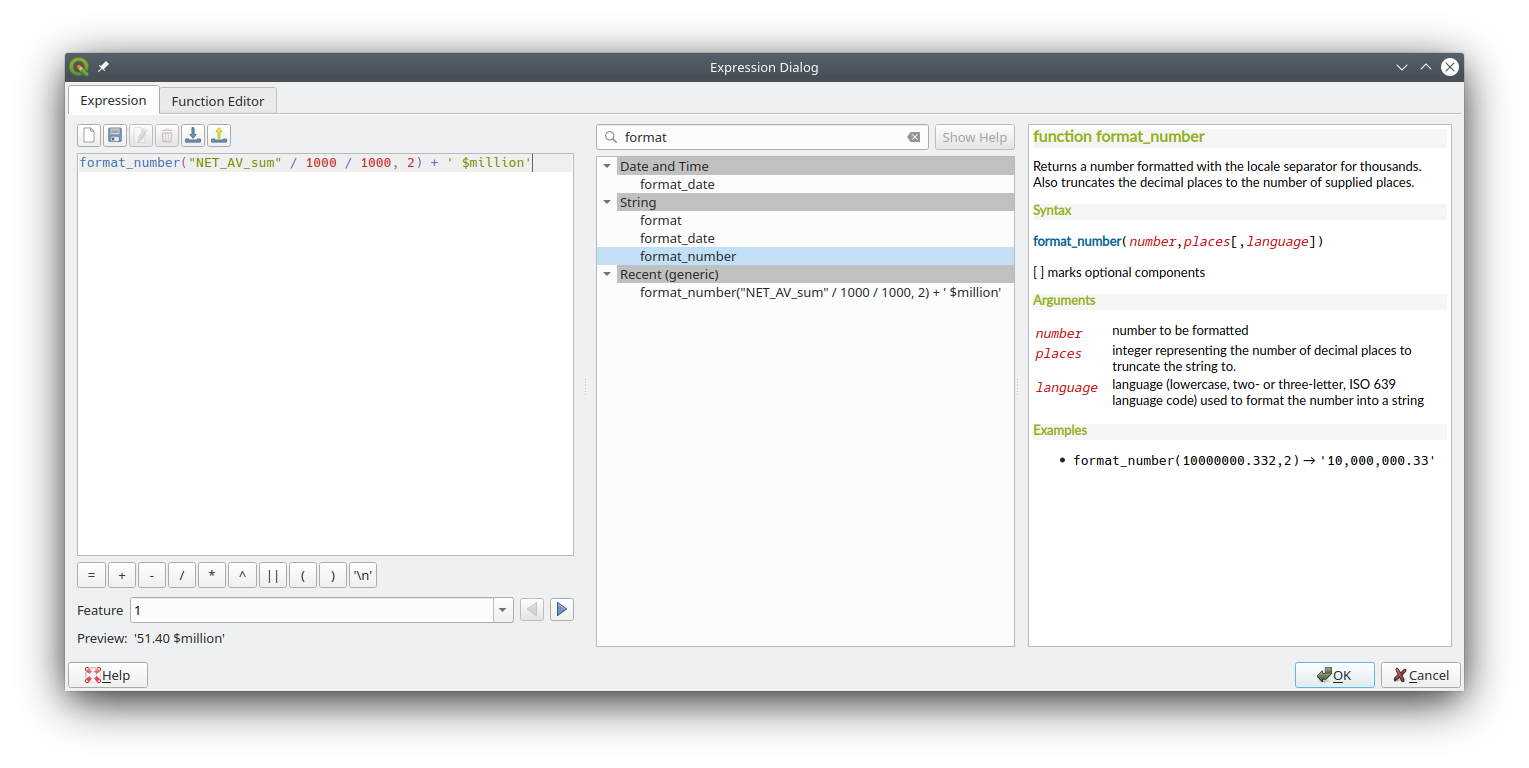 Expression Dialog
Expression
Function Editor
format_number("NET_AV_sum" / 1000 / 1000, 2) + ' $million'
= + - / * ^ || ( ) '\n'
Feature 1
Preview: '51.40 $million'
format
Show Help
Date and Time
format_date
String
format
format_date
format_number
Recent (generic)
format_number("NET_AV_sum" / 1000 / 1000, 2) + ' $million'
function format_number
Returns a number formatted with the locale separator for thousands.
Also truncates the decimal places to the number of supplied places.
Syntax
format_number(number,places[,language])
[ ] marks optional components
Arguments
number number to be formatted
places integer representing the number of decimal places to
truncate the string to.
language language (lowercase, two- or three-letter, ISO 639
language code) used to format the number into a string
Examples
• format_number(10000000.332,2) → '10,000,000.33'
Help
OK
Cancel